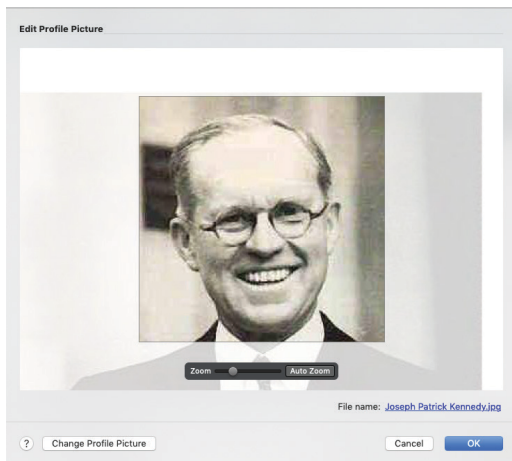 Edit Profile Picture
Zoom Auto Zoom
File name: Joseph Patrick Kennedy.jpg
? Change Profile Picture Cancel OK